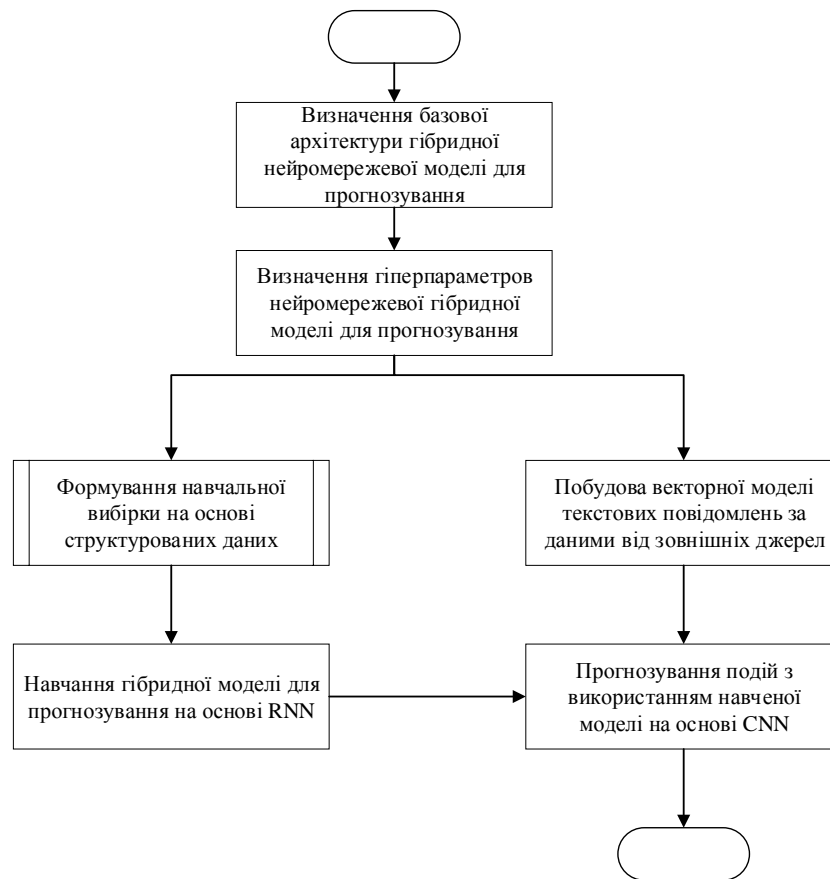 Визначення базової
архітектури гібридної
нейромережевої моделі для
прогнозування
Визначення гіперпараметров
нейромережевої гібридної
моделі для прогнозування
Формування навчальної
вибірки на основі
структурованих даних
Побудова векторної моделі
текстових повідомлень за
даними від зовнішніх джерел
Навчання гібридної моделі для
прогнозування на основі RNN
Прогнозування подій з
використанням навченої
моделі на основі CNN